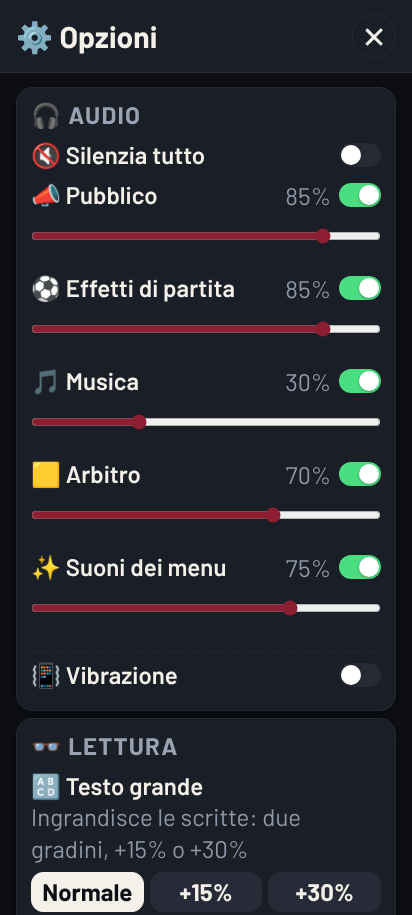 Opzioni
AUDIO
Silenzia tutto
Pubblico 85%
Effetti di partita 85%
Musica 30%
Arbitro 70%
Suoni dei menu 75%
Vibrazione
LETTURA
Testo grande
Ingrandisce le scritte: due
gradini, +15% o +30%
Normale +15% +30%